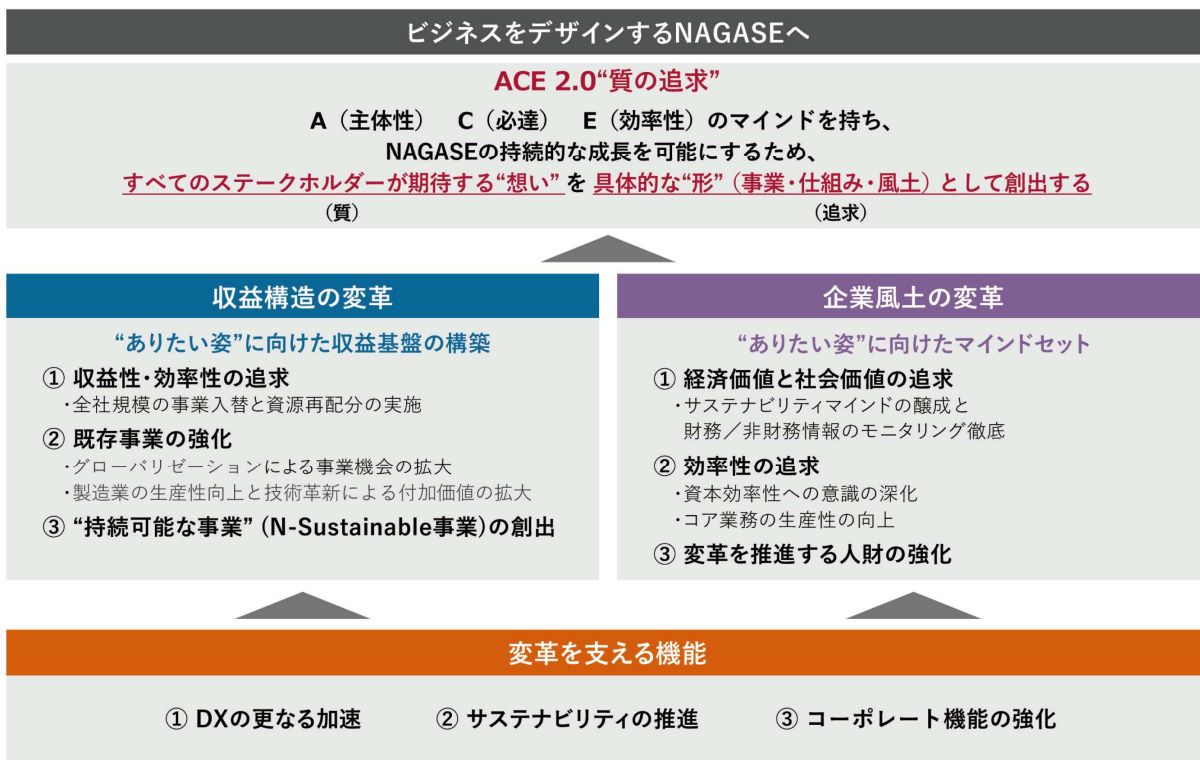 ビジネスをデザインするNAGASEへ
ACE 2.0“質の追求”
A（主体性）　C（必達）　E（効率性）のマインドを持ち、
NAGASEの持続的な成長を可能にするため、
すべてのステークホルダーが期待する“想い” を 具体的な“形”（事業・仕組み・風土）として創出する
（質）　（追求）
収益構造の変革
“ありたい姿”に向けた収益基盤の構築
① 収益性・効率性の追求
・全社規模の事業入替と資源再配分の実施
② 既存事業の強化
・グローバリゼーションによる事業機会の拡大
・製造業の生産性向上と技術革新による付加価値の拡大
③ “持続可能な事業”（N-Sustainable事業）の創出
企業風土の変革
“ありたい姿”に向けたマインドセット
① 経済価値と社会価値の追求
・サステナビリティマインドの醸成と
財務／非財務情報のモニタリング徹底
② 効率性の追求
・資本効率性への意識の深化
・コア業務の生産性の向上
③ 変革を推進する人財の強化
変革を支える機能
① DXの更なる加速　② サステナビリティの推進　③ コーポレート機能の強化